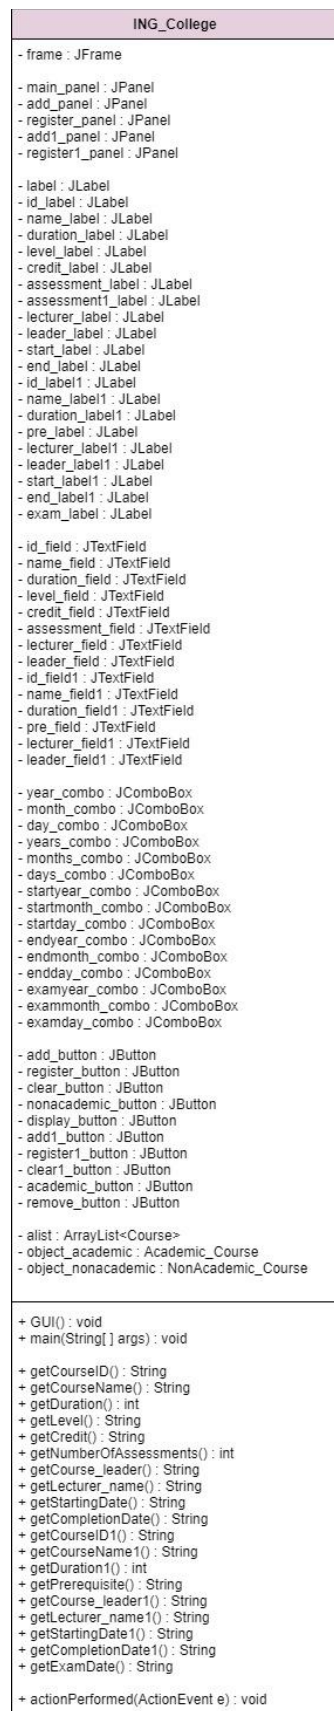 ING_College
- frame : JFrame
- main_panel : JPanel
- add_panel : JPanel
- register_panel : JPanel
- add1_panel : JPanel
- register1_panel : JPanel
- label : JLabel
- id_label : JLabel
- name_label : JLabel
- duration_label : JLabel
- level_label : JLabel
- credit_label : JLabel
- assessment_label : JLabel
- assessment1_label : JLabel
- lecturer_label : JLabel
- leader_label : JLabel
- start_label : JLabel
- end_label : JLabel
- id_label1 : JLabel
- name_label1 : JLabel
- duration_label1 : JLabel
- pre_label : JLabel
- lecturer_label1 : JLabel
- leader_label1 : JLabel
- start_label1 : JLabel
- end_label1 : JLabel
- exam_label : JLabel
- id_field : JTextField
- name_field : JTextField
- duration_field : JTextField
- level_field : JTextField
- credit_field : JTextField
- assessment_field : JTextField
- lecturer_field : JTextField
- leader_field : JTextField
- id_field1 : JTextField
- name_field1 : JTextField
- duration_field1 : JTextField
- pre_field : JTextField
- lecturer_field1 : JTextField
- leader_field1 : JTextField
- year_combo : JComboBox
- month_combo : JComboBox
- day_combo : JComboBox
- years_combo : JComboBox
- months_combo : JComboBox
- days_combo : JComboBox
- startyear_combo : JComboBox
- startmonth_combo : JComboBox
- startday_combo : JComboBox
- endyear_combo : JComboBox
- endmonth_combo : JComboBox
- endday_combo : JComboBox
- examyear_combo : JComboBox
- exammonth_combo : JComboBox
- examday_combo : JComboBox
- add_button : JButton
- register_button : JButton
- clear_button : JButton
- nonacademic_button : JButton
- display_button : JButton
- add1_button : JButton
- register1_button : JButton
- clear1_button : JButton
- academic_button : JButton
- remove_button : JButton
- alist : ArrayList<Course>
- object_academic : Academic_Course
- object_nonacademic : NonAcademic_Course
+ GUI() : void
+ main(String[ ] args) : void
+ getCourseID() : String
+ getCourseName() : String
+ getDuration() : int
+ getLevel() : String
+ getCredit() : String
+ getNumberOfAssessments() : int
+ getCourse_leader() : String
+ getLecturer_name() : String
+ getStartingDate() : String
+ getCompletionDate() : String
+ getCourseID1() : String
+ getCourseName1() : String
+ getDuration1() : int
+ getPrerequisite() : String
+ getCourse_leader1() : String
+ getLecturer_name1() : String
+ getStartingDate1() : String
+ getCompletionDate1() : String
+ getExamDate() : String
+ actionPerformed(ActionEvent e) : void